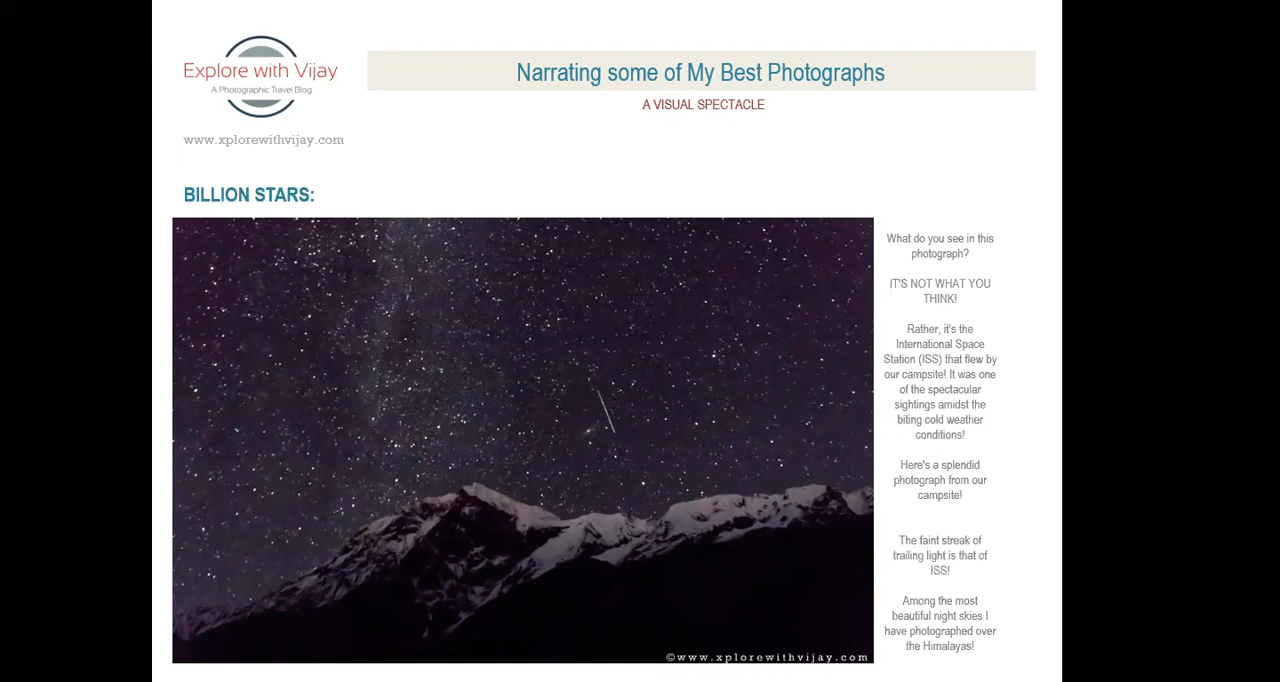 Explore with Vijay
A Photographic Travel Blog
www.xplorewithvijay.com
Narrating some of My Best Photographs
A VISUAL SPECTACLE
BILLION STARS:
What do you see in this
photograph?
IT'S NOT WHAT YOU
THINK!
Rather, it's the
International Space
Station (ISS) that flew by
our campsite! It was one
of the spectacular
sightings amidst the
biting cold weather
conditions!
Here's a splendid
photograph from our
campsite!
The faint streak of
trailing light is that of
ISS!
Among the most
beautiful night skies I
have photographed over
the Himalayas!
©www.xplorewithvijay.com